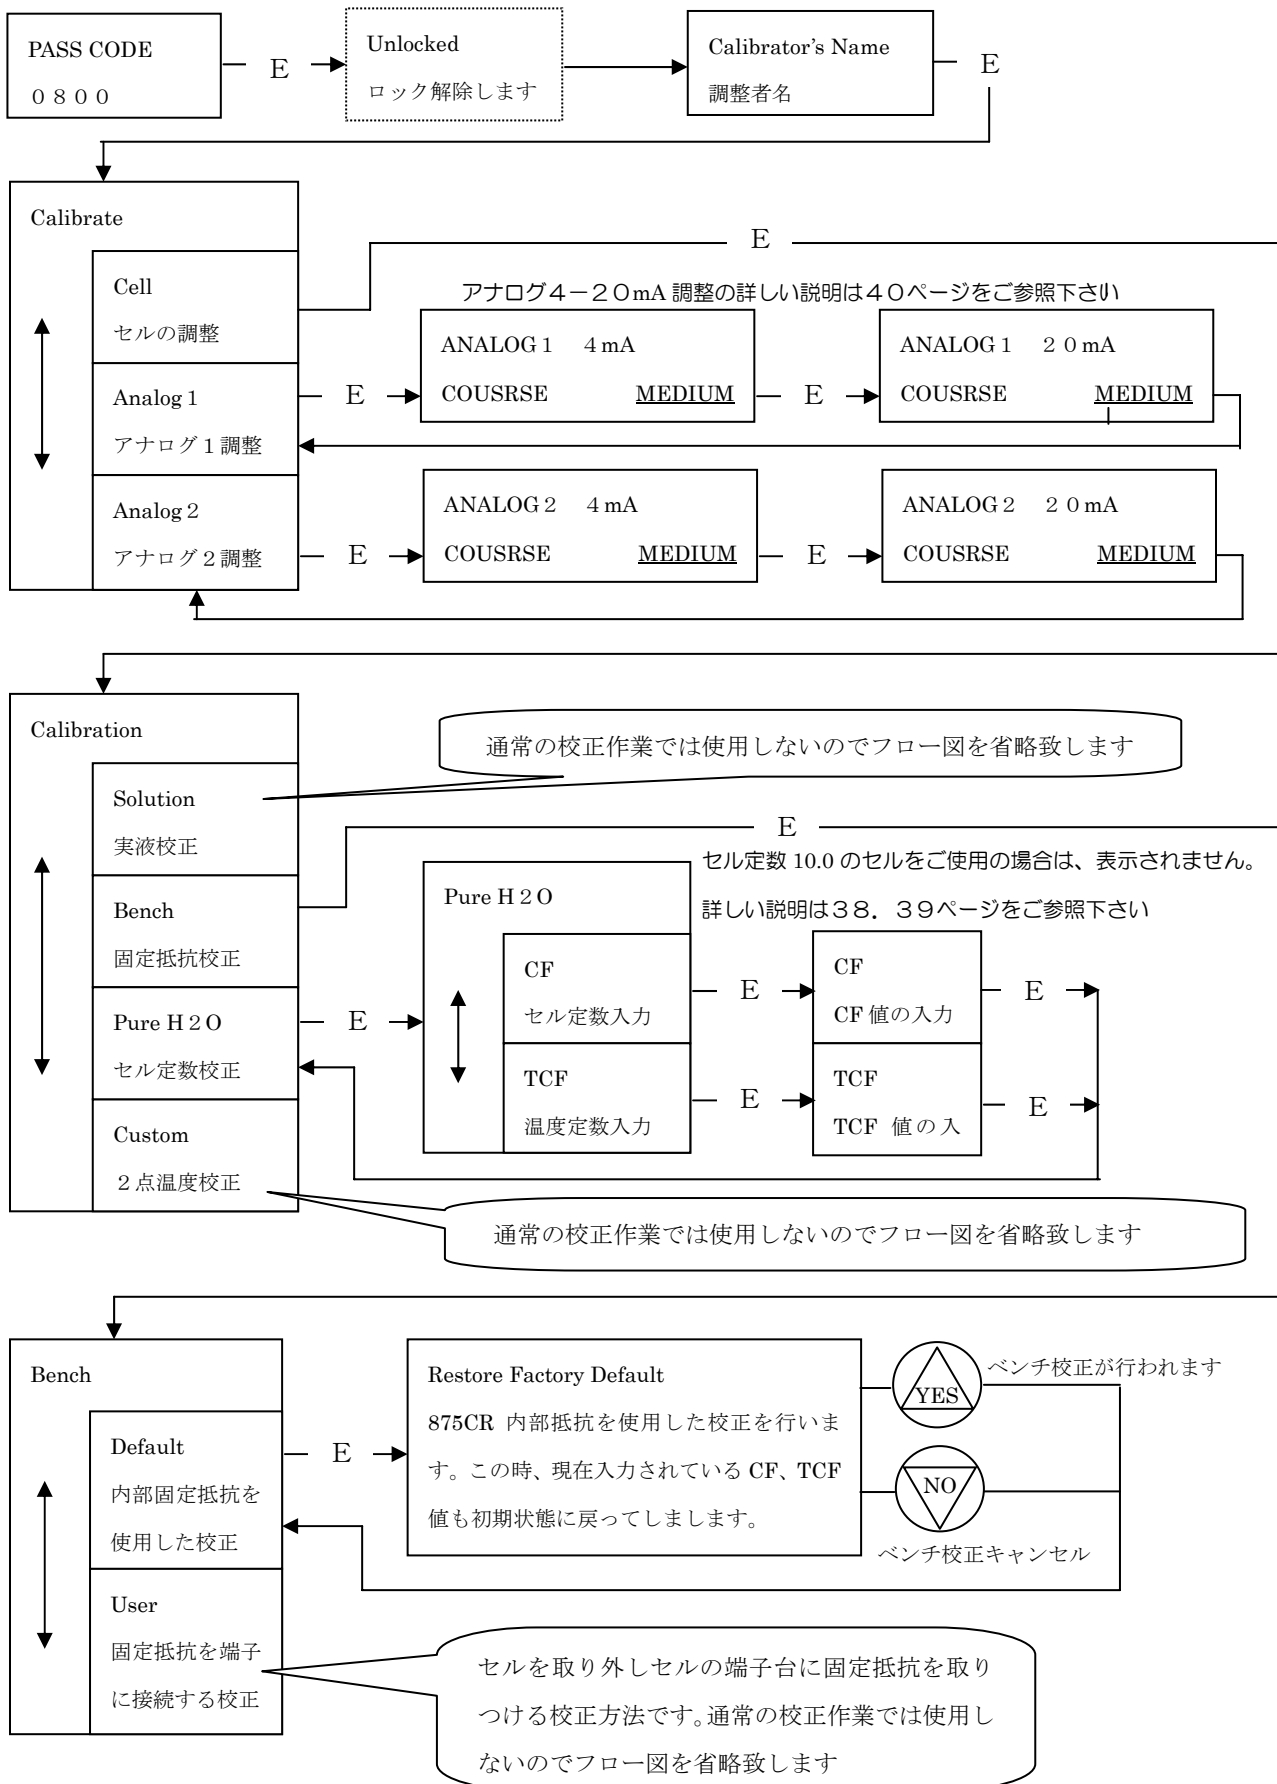 PASS CODE
０８００
E
Unlocked
ロック解除します
Calibrator's Name
調整者名
E
Calibrate
Cell
セルの調整
E
アナログ４－２０mA 調整の詳しい説明は４０ページをご参照下さい
Analog 1
アナログ１調整
E
ANALOG１　４mA
COUSRSE MEDIUM
E
ANALOG１　２０mA
COUSRSE MEDIUM
Analog２
アナログ２調整
E
ANALOG２　４mA
COUSRSE MEDIUM
E
ANALOG２　２０mA
COUSRSE MEDIUM
Calibration
通常の校正作業では使用しないのでフロー図を省略致します
Solution
実液校正
E
Bench
固定抵抗校正
セル定数 10.0 のセルをご使用の場合は、表示されません。
詳しい説明は３８．３９ページをご参照下さい
Pure H２O
セル定数校正
E
Pure H２O
CF
セル定数入力
E
CF
CF 値の入力
E
TCF
温度定数入力
E
TCF
TCF 値の入
E
Custom
２点温度校正
通常の校正作業では使用しないのでフロー図を省略致します
Bench
Default
内部固定抵抗を
使用した校正
E
Restore Factory Default
875CR 内部抵抗を使用した校正を行いま
す。この時、現在入力されている CF、TCF
値も初期状態に戻ってしまします。
YES
ベンチ校正が行われます
NO
ベンチ校正キャンセル
User
固定抵抗を端子
に接続する校正
セルを取り外しセルの端子台に固定抵抗を取り
つける校正方法です。通常の校正作業では使用し
ないのでフロー図を省略致します